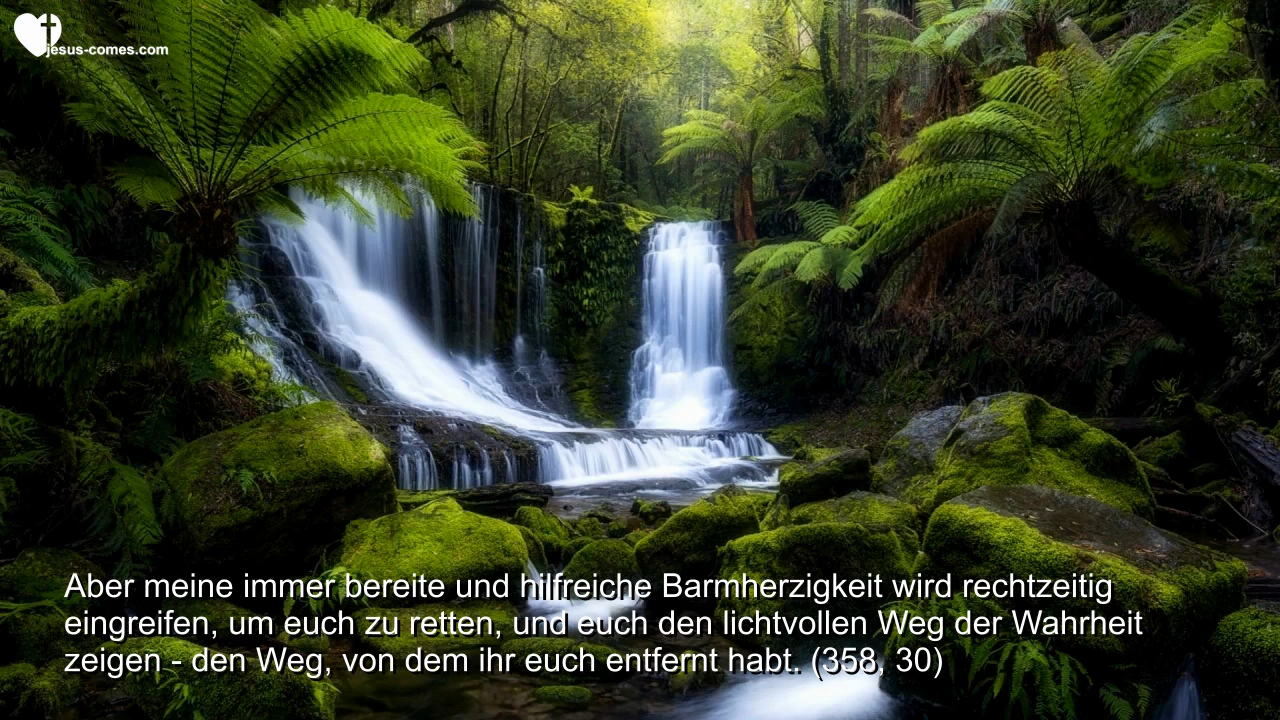 jesus-comes.com
Aber meine immer bereite und hilfreiche Barmherzigkeit wird rechtzeitig
eingreifen, um euch zu retten, und euch den lichtvollen Weg der Wahrheit
zeigen - den Weg, von dem ihr euch entfernt habt. (358, 30)